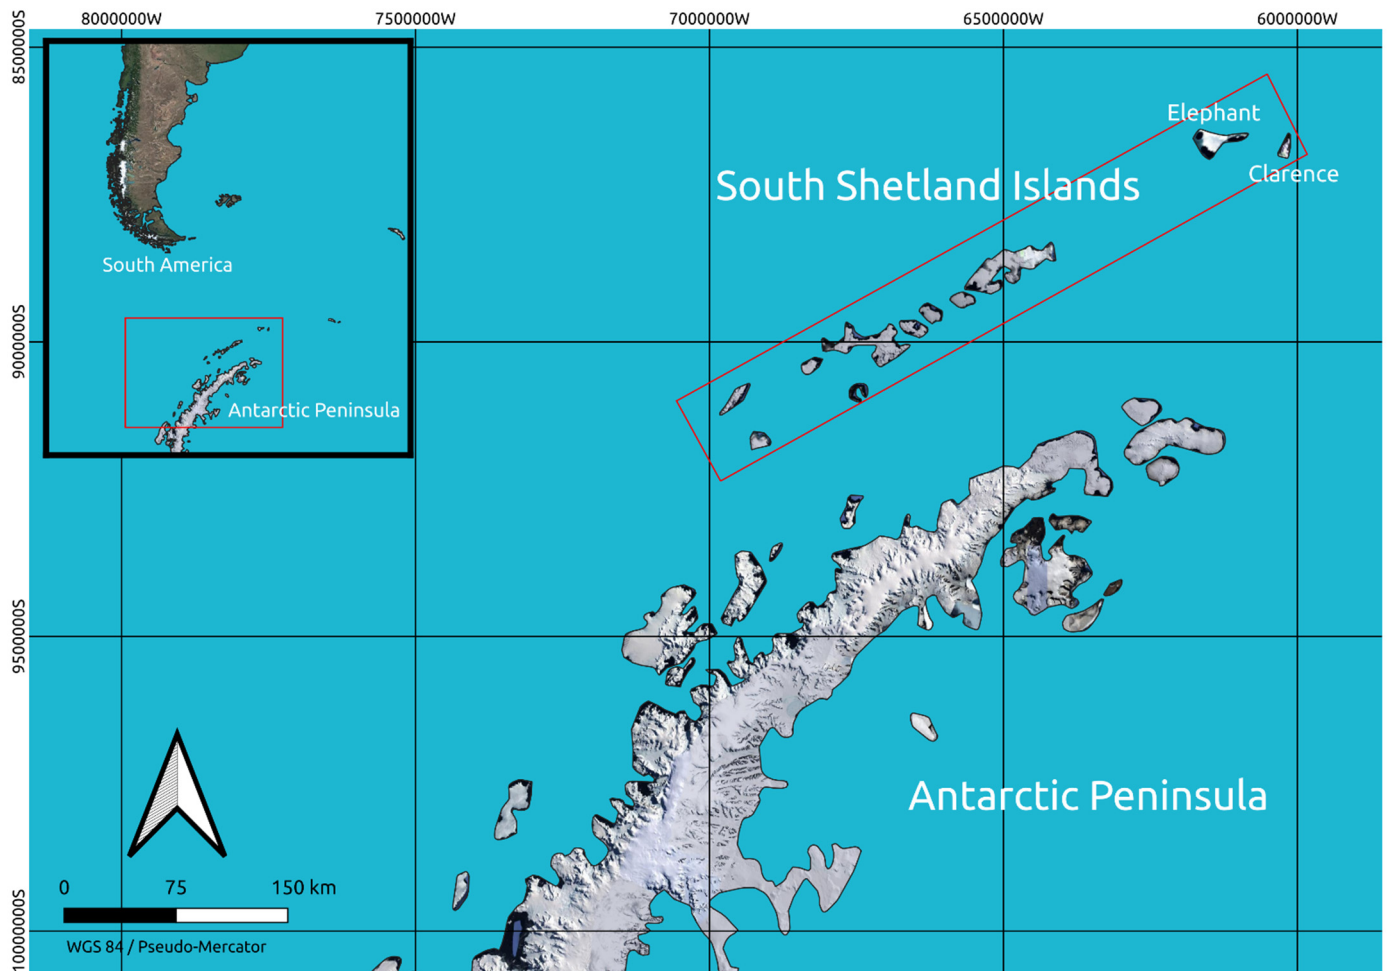 8000000W 7500000W 7000000W 6500000W 6000000W
8500000S
9000000S
9500000S
10000000S
South America
Antarctic Peninsula
Elephant
Clarence
South Shetland Islands
Antarctic Peninsula
0 75 150 km
WGS 84 / Pseudo-Mercator